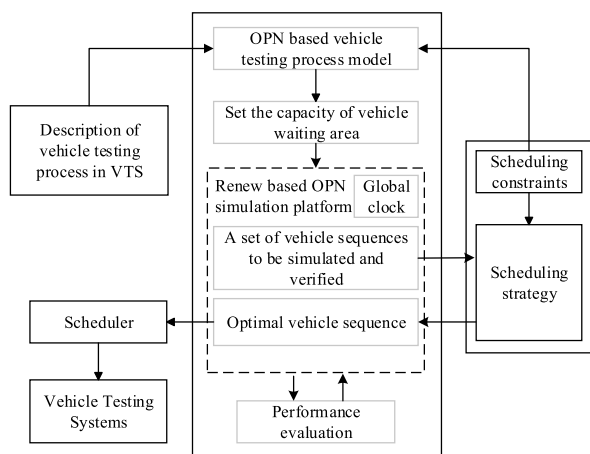 OPN based vehicle
testing process model
Set the capacity of vehicle
waiting area
Description of
vehicle testing
process in VTS
Renew based OPN
simulation platform
Global
clock
Scheduling
constraints
A set of vehicle sequences
to be simulated and
verified
Scheduling
strategy
Scheduler
Optimal vehicle sequence
Vehicle Testing
Systems
Performance
evaluation